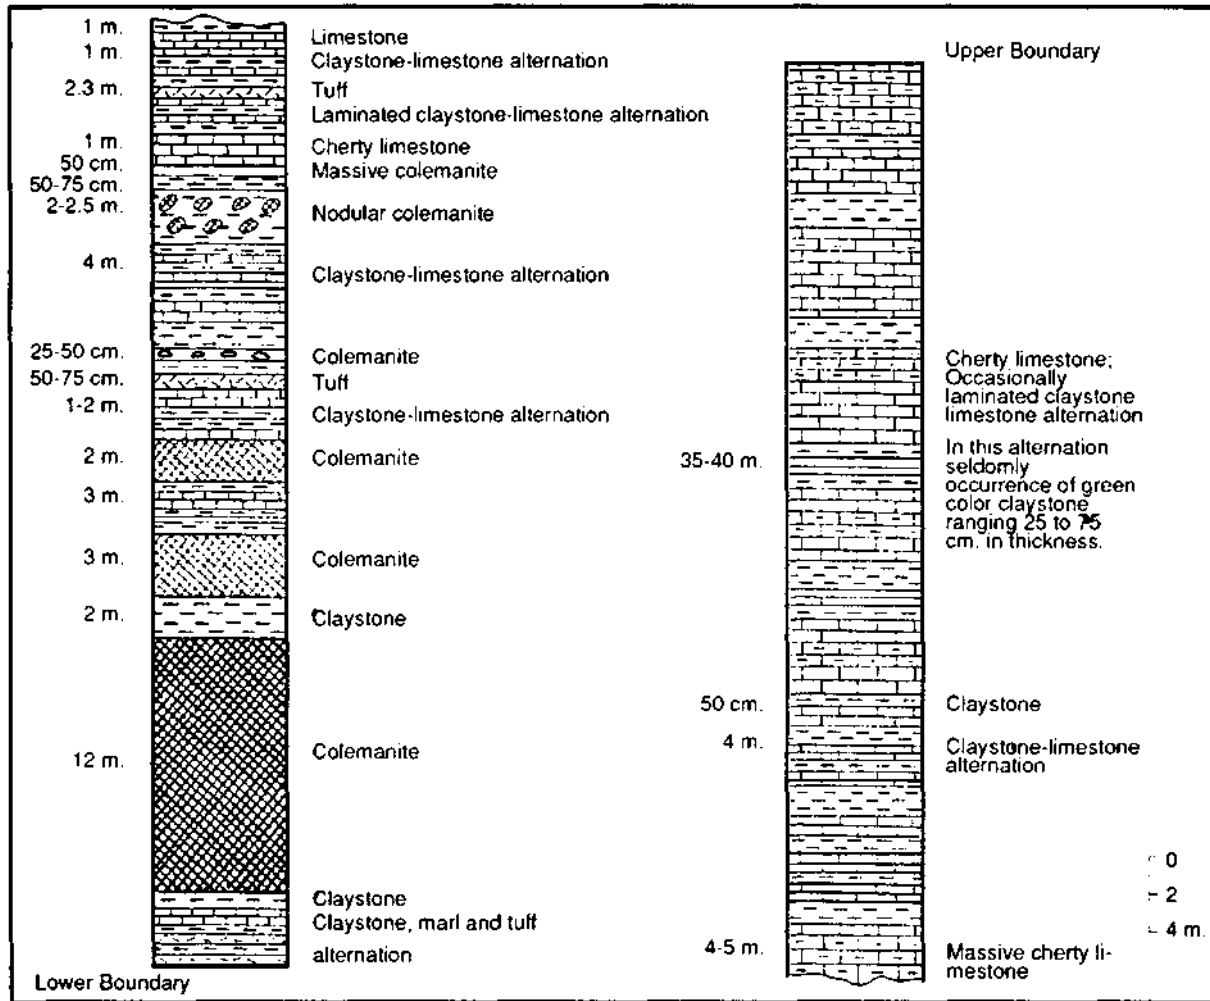 1 m.
Limestone
1 m.
Claystone-limestone alternation
2.3 m.
Tuff
Laminated claystone-limestone alternation
1 m.
Cherty limestone
50 cm.
Massive colemanite
50-75 cm.
2-2.5 m.
Nodular colemanite
4 m.
Claystone-limestone alternation
25-50 cm.
Colemanite
50-75 cm.
Tuff
1-2 m.
Claystone-limestone alternation
2 m.
Colemanite
3 m.
3 m.
Colemanite
2 m.
Claystone
12 m.
Colemanite
Claystone
Claystone, marl and tuff
alternation
Lower Boundary
Upper Boundary
Cherty limestone;
Occasionally
laminated claystone
limestone alternation
35-40 m.
In this alternation
seldomly
occurrence of green
color claystone
ranging 25 to 75
cm. in thickness.
50 cm.
Claystone
4 m.
Claystone-limestone
alternation
0
2
4 m.
4-5 m.
Massive cherty li-
mestone